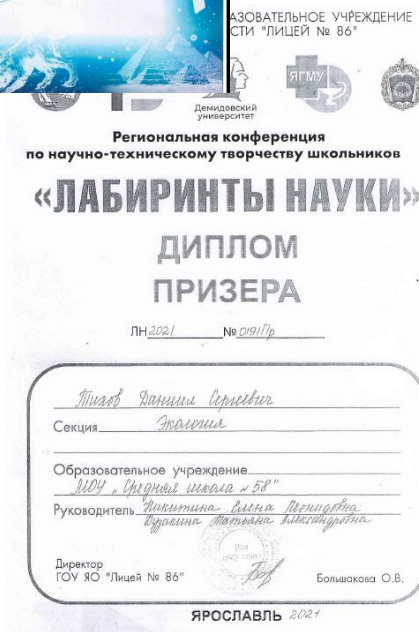 АЗОВАТЕЛЬНОЕ УЧРЕЖДЕНИЕ
СТИ "ЛИЦЕЙ № 86"
Демидовский
университет
ЯГМУ
Региональная конференция
по научно-техническому творчеству школьников
«ЛАБИРИНТЫ НАУКИ»
ДИПЛОМ
ПРИЗЕРА
ЛН 2021 № 0191Пр
Тихов Даниил Сергеевич
Секция Экология
Образовательное учреждение
МОУ "Средняя школа № 58"
Руководитель Никитина Елена Леонидовна
Татьяна Александровна
Для
Директор
ГОУ ЯО "Лицей № 86"
Большакова О.В.
ЯРОСЛАВЛЬ 2021